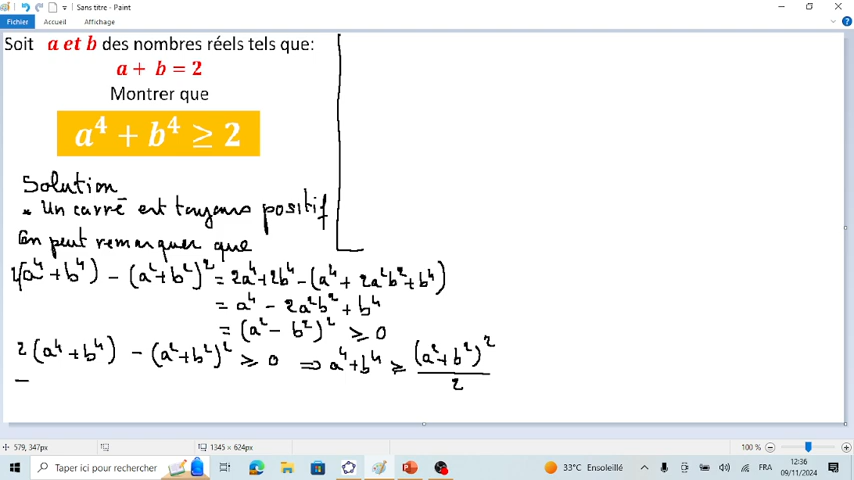 Sans titre - Paint
Fichier Accueil Affichage
Soit a et b des nombres réels tels que:
a + b = 2
Montrer que
a⁴ + b⁴ ≥ 2
Solution
* Un carré est toujours positif
On peut remarquer que
2(a⁴ + b⁴) - (a² + b²)² = 2a⁴ + 2b⁴ - (a⁴ + 2a²b² + b⁴)
= a⁴ - 2a²b² + b⁴
= (a² - b²)² ≥ 0
2(a⁴ + b⁴) - (a² + b²)² ≥ 0 ⇒ a⁴ + b⁴ ≥ (a² + b²)² / 2
579, 347px 1345 × 624px 100 %
Taper ici pour rechercher 33°C Ensoleillé FRA 12:36
09/11/2024